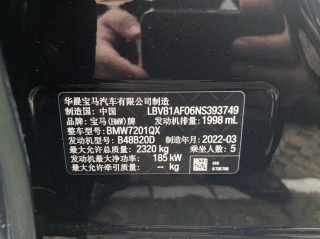 华晨宝马汽车有限公司制造
制造国：中国 LBV81AF06NS393749
品牌：宝马(BMW)牌 发动机排量：1998 mL
整车型号：BMW7201QX
发动机型号：B48B20D 制造年月：2022-03
最大允许总质量：2320 kg 乘坐人数：5
发动机最大净功率：185 kW
最大允许牵引质量：-- kg